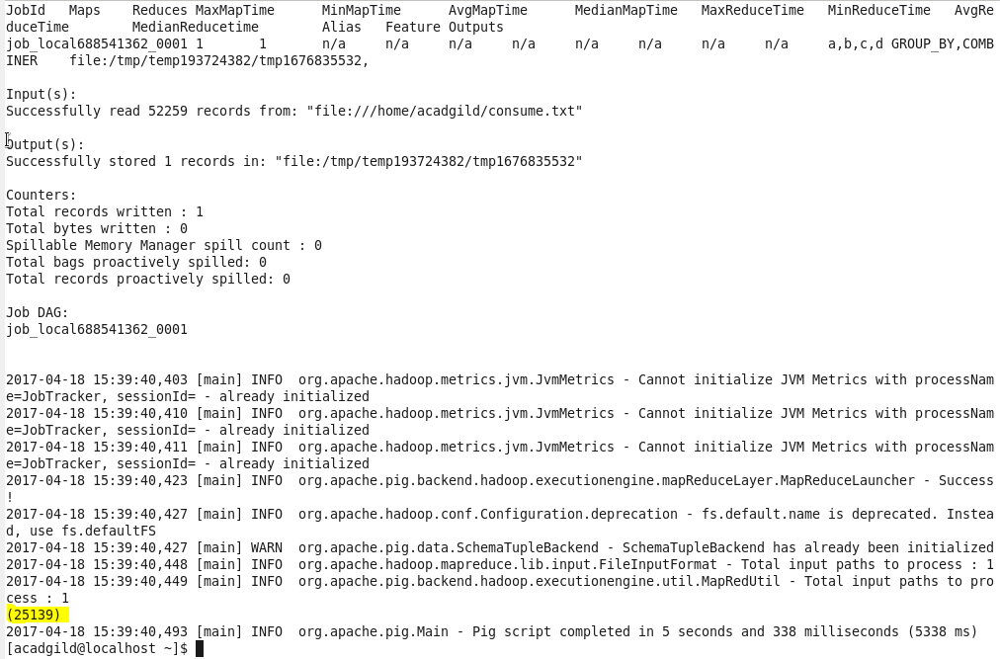 JobId   Maps    Reduces MaxMapTime      MinMapTime      AvgMapTime      MedianMapTime   MaxReduceTime   MinReduceTime   AvgRe
duceTime        MedianReducetime        Alias   Feature Outputs
job_local688541362_0001 1       1       n/a     n/a     n/a     n/a     n/a     n/a     n/a     n/a     a,b,c,d GROUP_BY,COMB
INER    file:/tmp/temp193724382/tmp1676835532,
Input(s):
Successfully read 52259 records from: "file:///home/acadgild/consume.txt"
Output(s):
Successfully stored 1 records in: "file:/tmp/temp193724382/tmp1676835532"
Counters:
Total records written : 1
Total bytes written : 0
Spillable Memory Manager spill count : 0
Total bags proactively spilled: 0
Total records proactively spilled: 0
Job DAG:
job_local688541362_0001
2017-04-18 15:39:40,403 [main] INFO  org.apache.hadoop.metrics.jvm.JvmMetrics - Cannot initialize JVM Metrics with processNam
e=JobTracker, sessionId= - already initialized
2017-04-18 15:39:40,410 [main] INFO  org.apache.hadoop.metrics.jvm.JvmMetrics - Cannot initialize JVM Metrics with processNam
e=JobTracker, sessionId= - already initialized
2017-04-18 15:39:40,411 [main] INFO  org.apache.hadoop.metrics.jvm.JvmMetrics - Cannot initialize JVM Metrics with processNam
e=JobTracker, sessionId= - already initialized
2017-04-18 15:39:40,423 [main] INFO  org.apache.pig.backend.hadoop.executionengine.mapReduceLayer.MapReduceLauncher - Success
!
2017-04-18 15:39:40,427 [main] INFO  org.apache.hadoop.conf.Configuration.deprecation - fs.default.name is deprecated. Instea
d, use fs.defaultFS
2017-04-18 15:39:40,427 [main] WARN  org.apache.pig.data.SchemaTupleBackend - SchemaTupleBackend has already been initialized
2017-04-18 15:39:40,448 [main] INFO  org.apache.hadoop.mapreduce.lib.input.FileInputFormat - Total input paths to process : 1
2017-04-18 15:39:40,449 [main] INFO  org.apache.pig.backend.hadoop.executionengine.util.MapRedUtil - Total input paths to pro
cess : 1
(25139)
2017-04-18 15:39:40,493 [main] INFO  org.apache.pig.Main - Pig script completed in 5 seconds and 338 milliseconds (5338 ms)
[acadgild@localhost ~]$